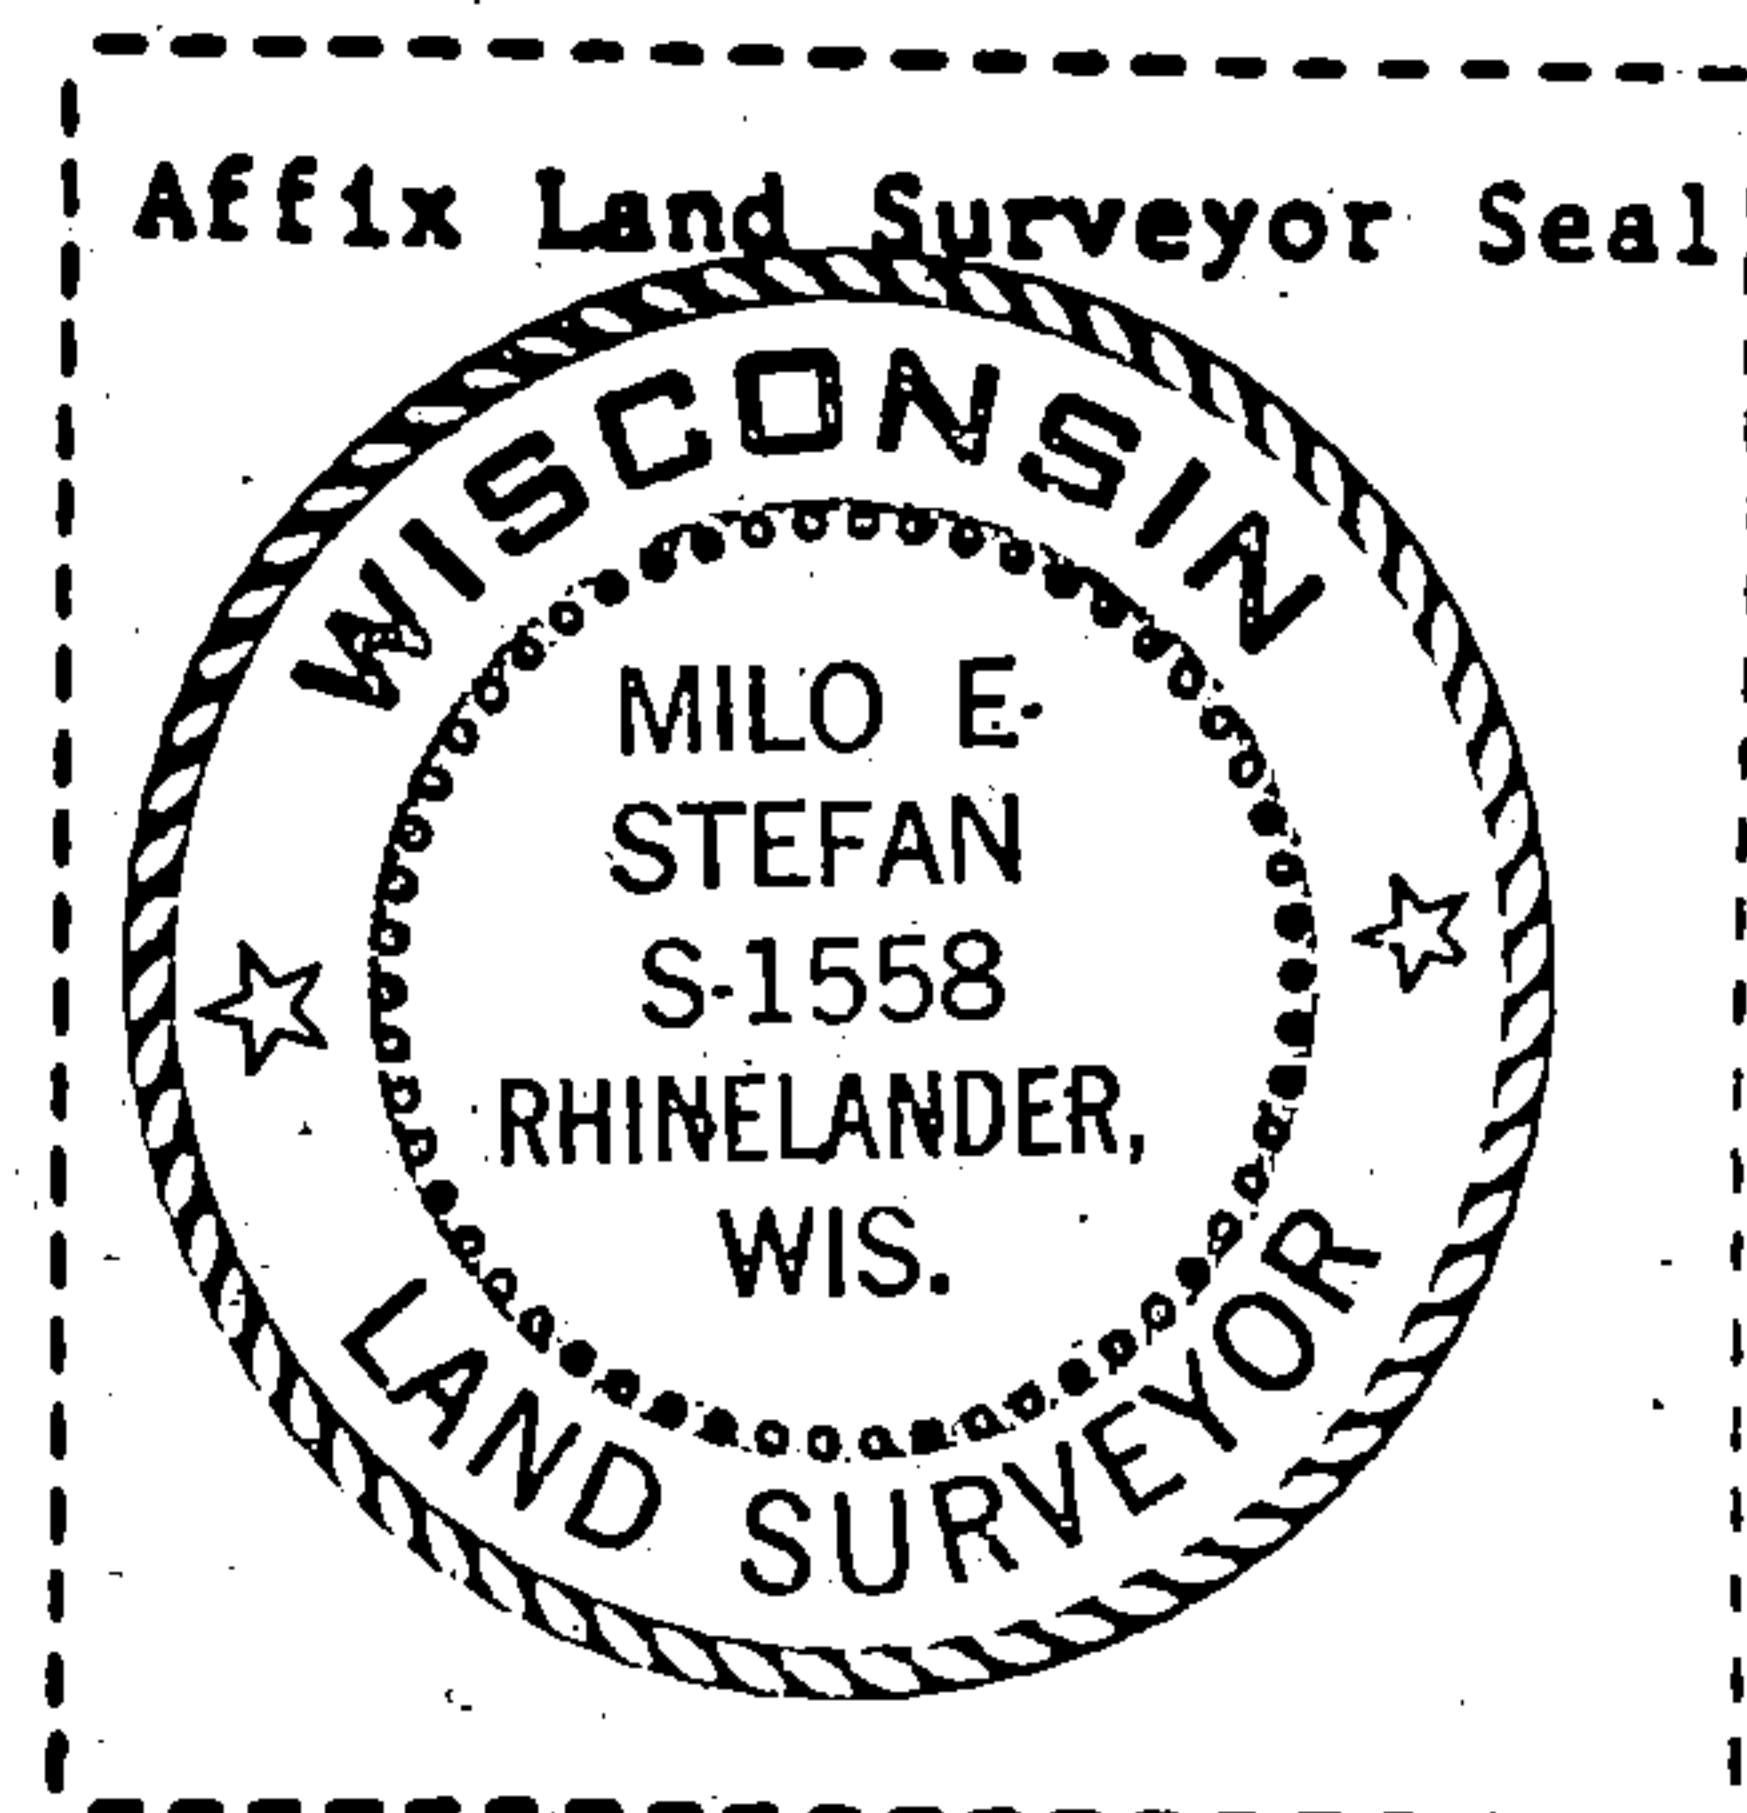 Affix Land Surveyor Seal
WISCONSIN
MILO E.
STEFAN
S-1558
RHINELANDER,
WIS.
LAND SURVEYOR